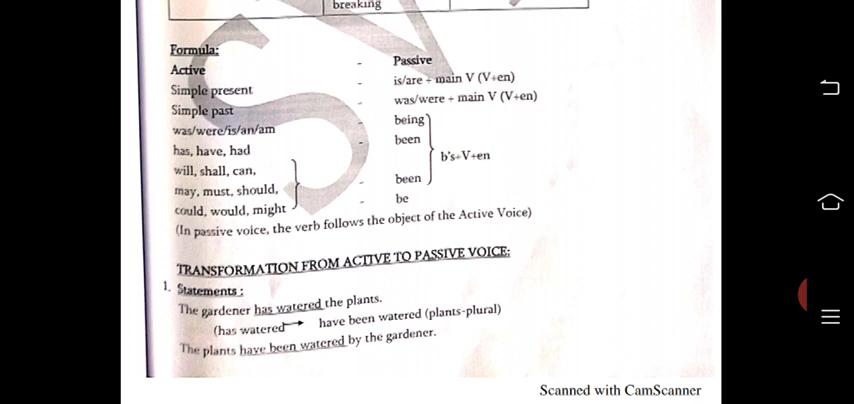 breaking
Formula:
Active - Passive
Simple present - is/are + main V (V+en)
Simple past - was/were + main V (V+en)
was/were/is/an/am - being
has, have, had - been
b's+V+en
will, shall, can,
may, must, should, - been
could, would, might - be
(In passive voice, the verb follows the object of the Active Voice)
TRANSFORMATION FROM ACTIVE TO PASSIVE VOICE:
1. Statements :
The gardener has watered the plants.
(has watered → have been watered (plants-plural)
The plants have been watered by the gardener.
Scanned with CamScanner